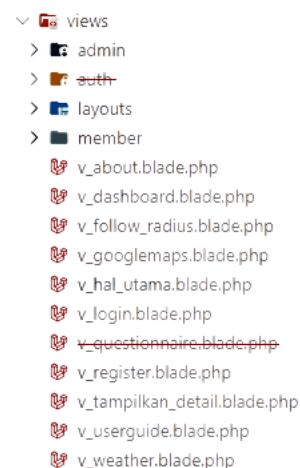 views
admin
auth
layouts
member
v_about.blade.php
v_dashboard.blade.php
v_follow_radius.blade.php
v_googlemaps.blade.php
v_hal_utama.blade.php
v_login.blade.php
v_questionnaire.blade.php
v_register.blade.php
v_tampilkan_detail.blade.php
v_userguide.blade.php
v_weather.blade.php